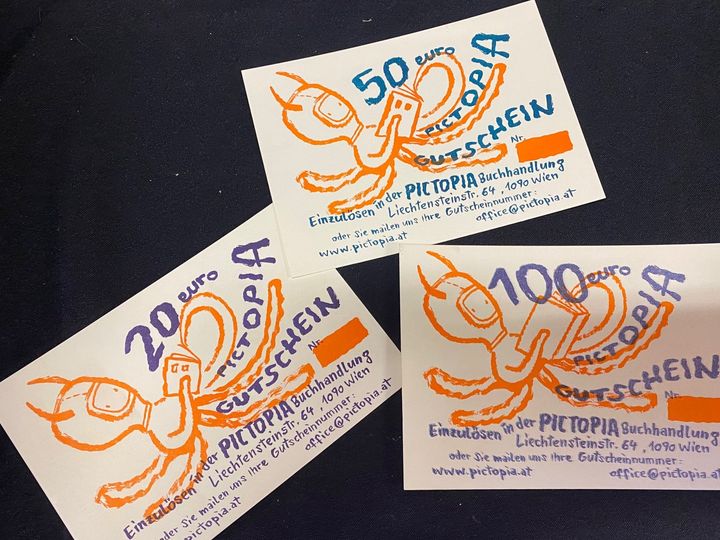 50 euro
PICTOPIA
GUTSCHEIN
Nr.
Einzulösen in der PICTOPIA Buchhandlung
Liechtensteinstr. 64, 1090 Wien
oder Sie mailen uns Ihre Gutscheinnummer:
www.pictopia.at office@pictopia.at
20 euro
PICTOPIA
GUTSCHEIN
Nr.
Einzulösen in der PICTOPIA Buchhandlung
Liechtensteinstr. 64, 1090 Wien
oder Sie mailen uns Ihre Gutscheinnummer:
pictopia.at office@pictopia.at
100 euro
PICTOPIA
GUTSCHEIN
Nr.
Einzulösen in der PICTOPIA Buchhandlung
Liechtensteinstr. 64, 1090 Wien
oder Sie mailen uns Ihre Gutscheinnummer:
www.pictopia.at office@pictopia.at